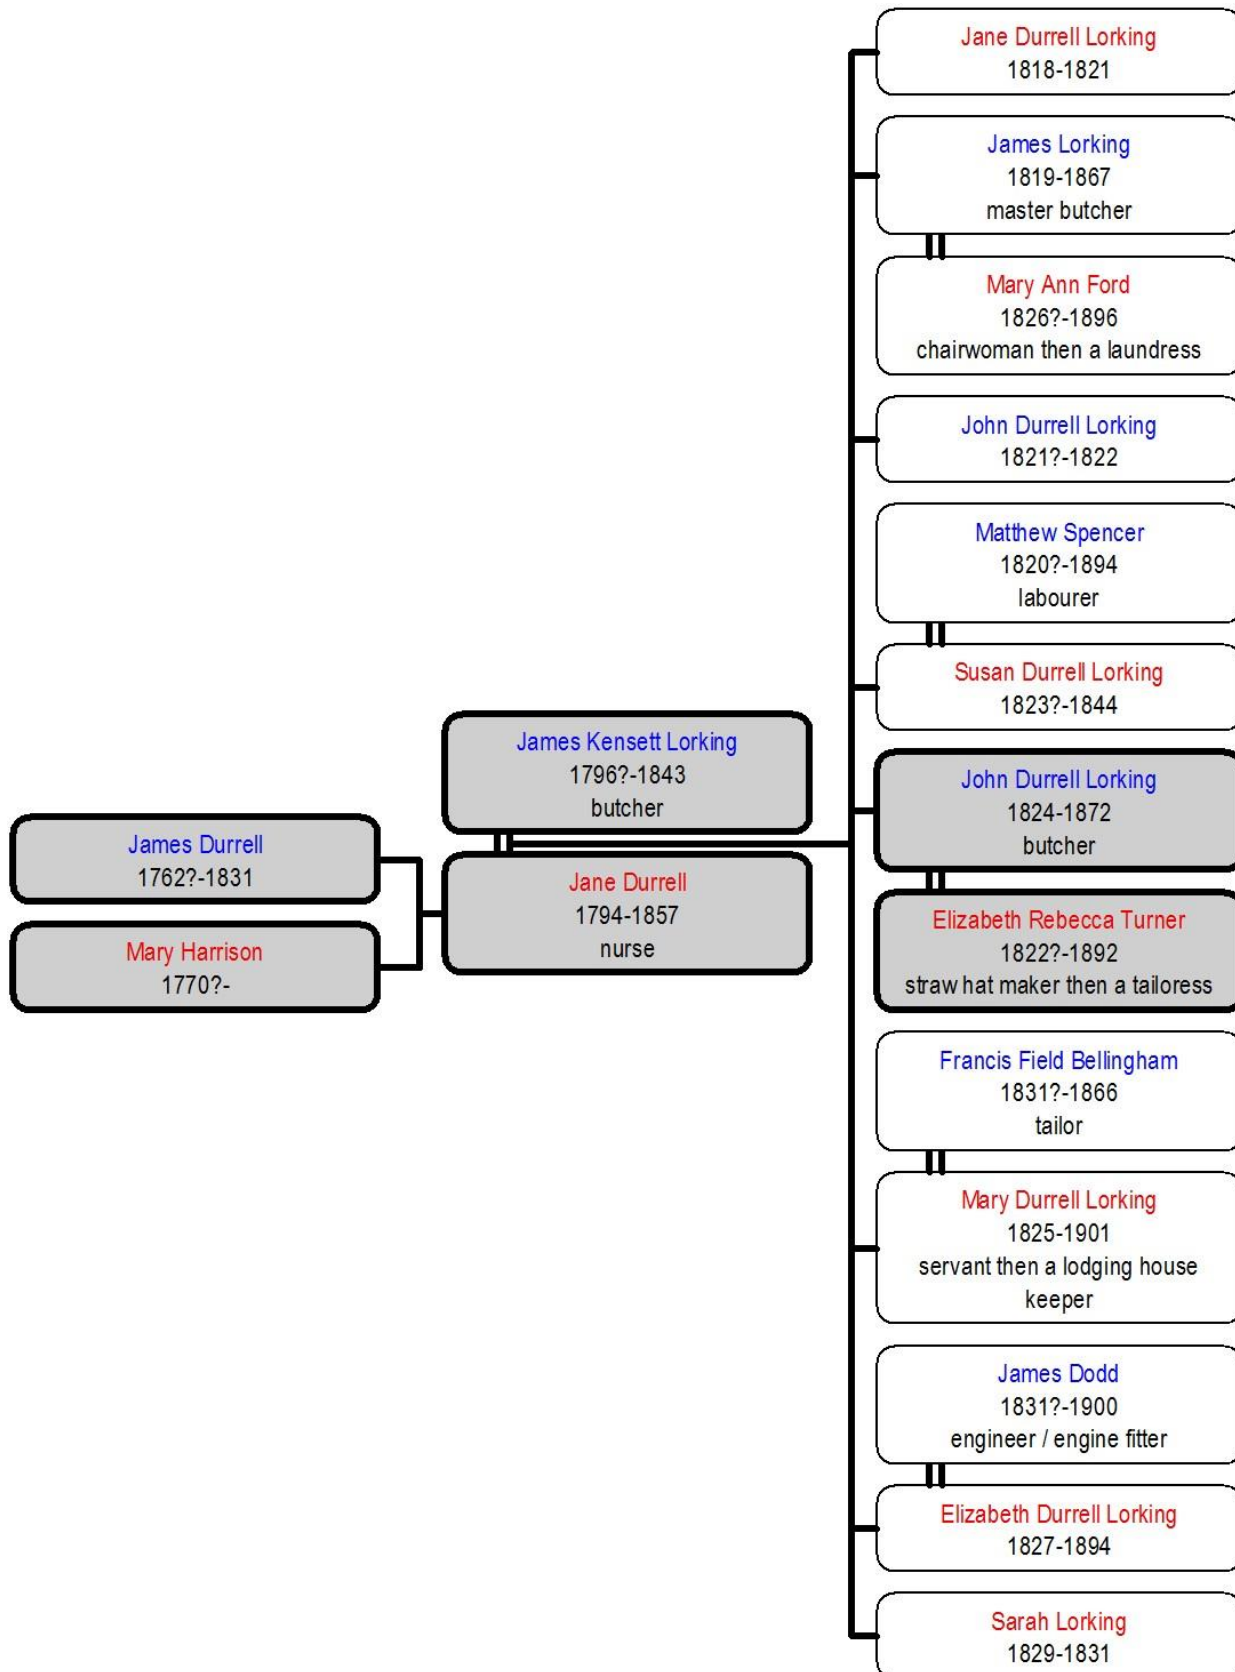 James Durrell
1762?-1831
Mary Harrison
1770?-
James Kensett Lorking
1796?-1843
butcher
Jane Durrell
1794-1857
nurse
Jane Durrell Lorking
1818-1821
James Lorking
1819-1867
master butcher
Mary Ann Ford
1826?-1896
chairwoman then a laundress
John Durrell Lorking
1821?-1822
Matthew Spencer
1820?-1894
labourer
Susan Durrell Lorking
1823?-1844
John Durrell Lorking
1824-1872
butcher
Elizabeth Rebecca Turner
1822?-1892
straw hat maker then a tailoress
Francis Field Bellingham
1831?-1866
tailor
Mary Durrell Lorking
1825-1901
servant then a lodging house
keeper
James Dodd
1831?-1900
engineer / engine fitter
Elizabeth Durrell Lorking
1827-1894
Sarah Lorking
1829-1831